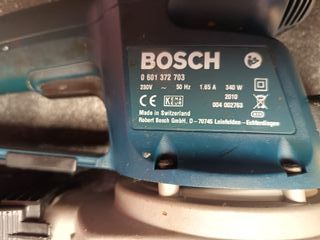 BOSCH
0 601 372 703
230V ~ 50 Hz 1.65 A 340 W
2010
CE 004 002763
Made in Switzerland
Robert Bosch GmbH, D - 70745 Leinfelden - Echterdingen